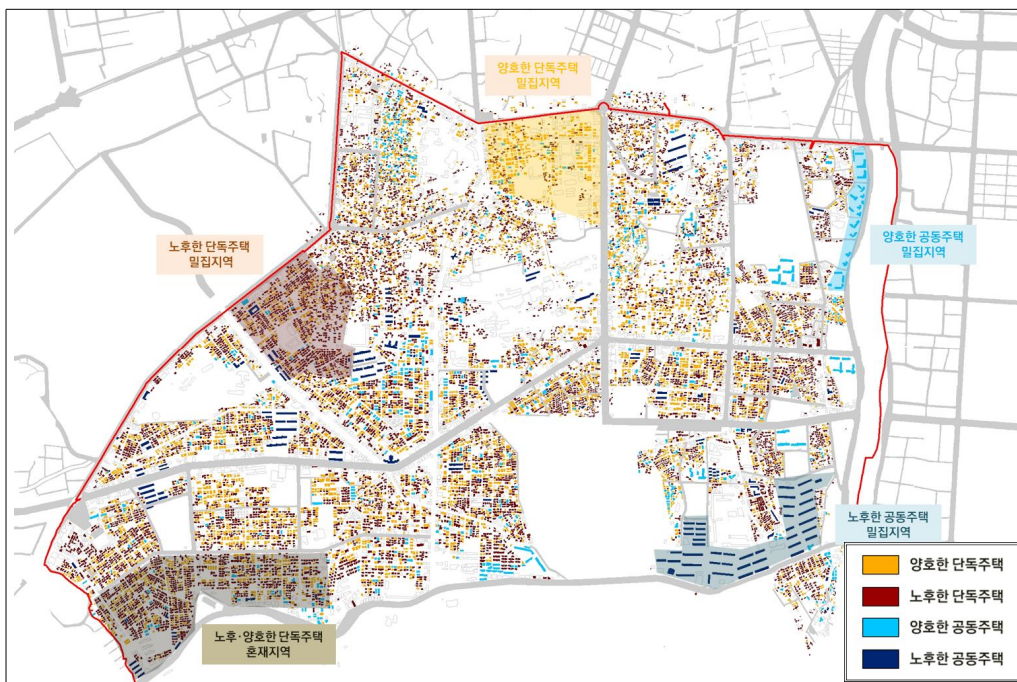 양호한 단독주택
밀집지역
노후한 단독주택
밀집지역
양호한 공동주택
밀집지역
노후한 공동주택
밀집지역
노후·양호한 단독주택
혼재지역
양호한 단독주택
노후한 단독주택
양호한 공동주택
노후한 공동주택